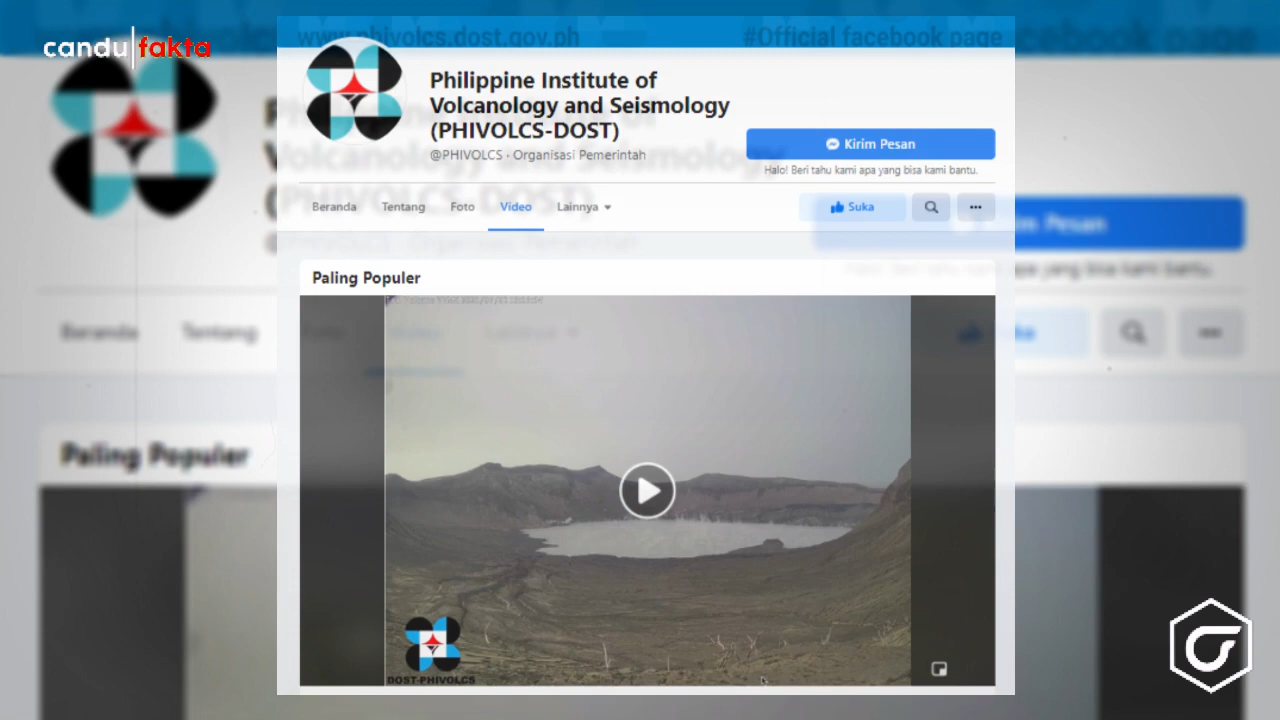 candu fakta
www.phivolcs.dost.gov.ph
#Official facebook page
Philippine Institute of
Volcanology and Seismology
(PHIVOLCS-DOST)
@PHIVOLCS · Organisasi Pemerintah
Kirim Pesan
Halo! Beri tahu kami apa yang bisa kami bantu.
Beranda Tentang Foto Video Lainnya
Suka
Paling Populer
DOST-PHIVOLCS